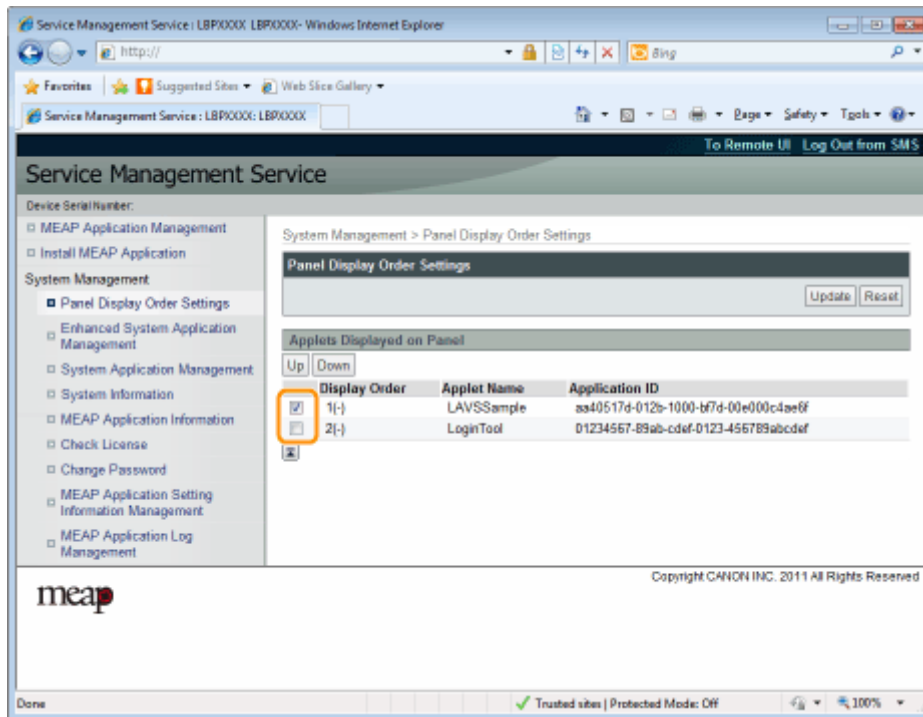 Service Management Service : LBPXXXX: LBPXXXX- Windows Internet Explorer
http://
Bing
Favorites Suggested Sites Web Slice Gallery
Service Management Service : LBPXXXX: LBPXXXX
Page Safety Tools
To Remote UI Log Out from SMS
Service Management Service
Device Serial Number:
MEAP Application Management
Install MEAP Application
System Management
Panel Display Order Settings
Enhanced System Application
Management
System Application Management
System Information
MEAP Application Information
Check License
Change Password
MEAP Application Setting
Information Management
MEAP Application Log
Management
System Management > Panel Display Order Settings
Panel Display Order Settings
Update Reset
Applets Displayed on Panel
Up Down
Display Order Applet Name Application ID
1(-) LAVSSample aa40517d-012b-1000-bf7d-00e000c4ae6f
2(-) LoginTool 01234567-89ab-cdef-0123-456789abcdef
Copyright CANON INC. 2011 All Rights Reserved
meap
Done Trusted sites | Protected Mode: Off 100%